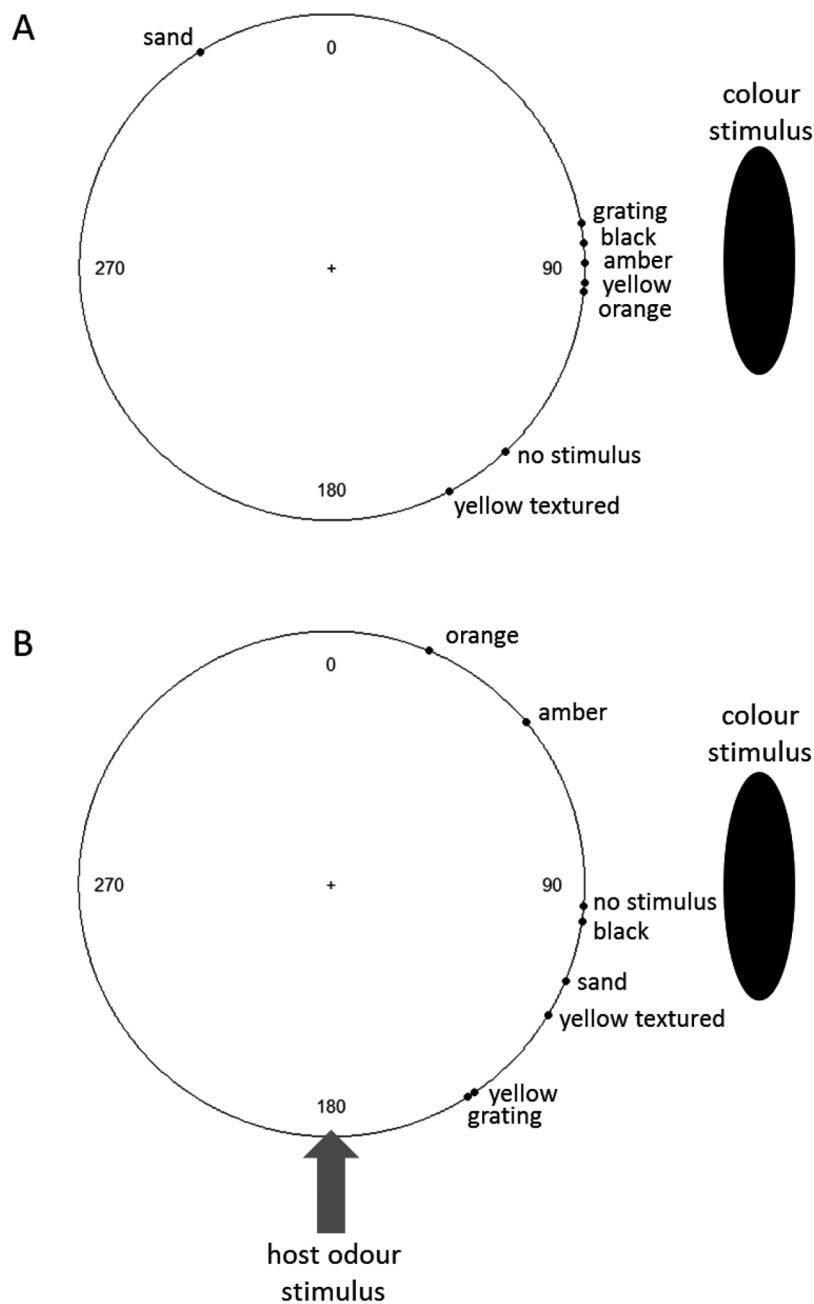 A
sand
0
colour
stimulus
grating
black
270
90
amber
yellow
orange
no stimulus
180
yellow textured
B
orange
0
amber
colour
stimulus
270
90
no stimulus
black
sand
yellow textured
yellow
180
grating
host odour
stimulus